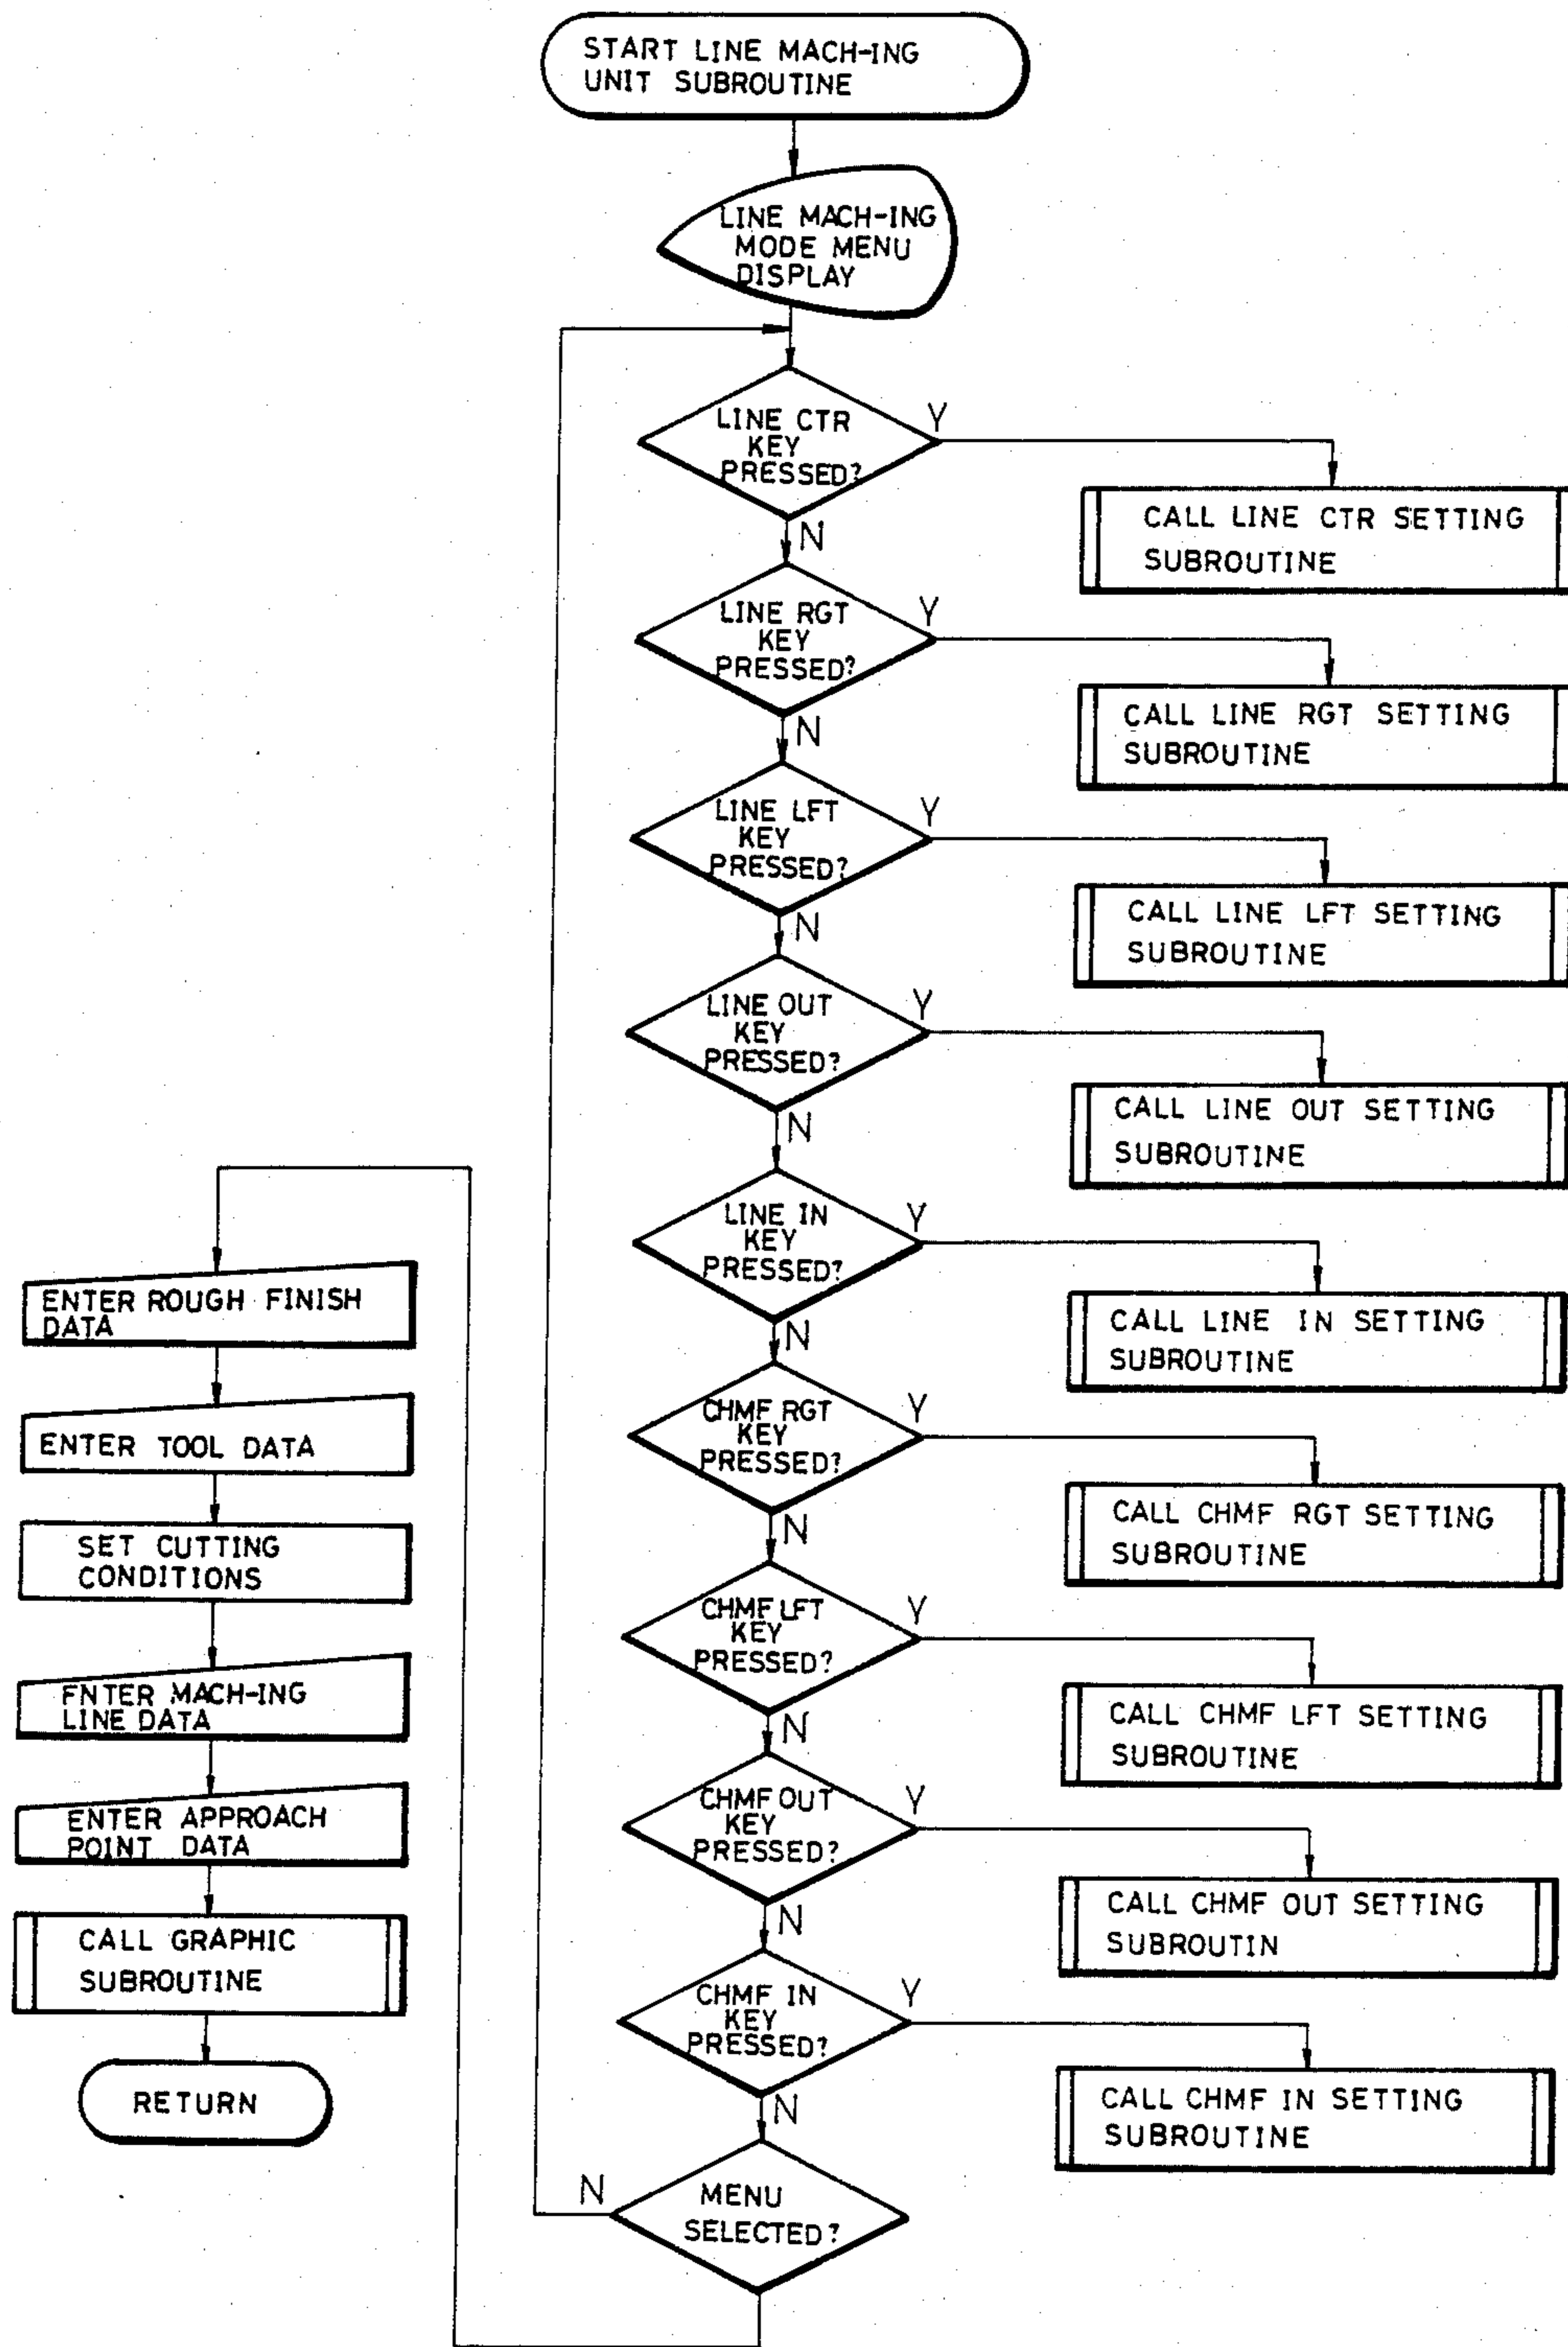 START LINE MACH-ING
UNIT SUBROUTINE
LINE MACH-ING
MODE MENU
DISPLAY
LINE CTR
KEY
PRESSED?
Y
N
CALL LINE CTR SETTING
SUBROUTINE
LINE RGT
KEY
PRESSED?
Y
N
CALL LINE RGT SETTING
SUBROUTINE
LINE LFT
KEY
PRESSED?
Y
N
CALL LINE LFT SETTING
SUBROUTINE
LINE OUT
KEY
PRESSED?
Y
N
CALL LINE OUT SETTING
SUBROUTINE
LINE IN
KEY
PRESSED?
Y
N
CALL LINE IN SETTING
SUBROUTINE
CHMF RGT
KEY
PRESSED?
Y
N
CALL CHMF RGT SETTING
SUBROUTINE
CHMF LFT
KEY
PRESSED?
Y
N
CALL CHMF LFT SETTING
SUBROUTINE
CHMF OUT
KEY
PRESSED?
Y
N
CALL CHMF OUT SETTING
SUBROUTIN
CHMF IN
KEY
PRESSED?
Y
N
CALL CHMF IN SETTING
SUBROUTINE
MENU
SELECTED?
N
ENTER ROUGH FINISH
DATA
ENTER TOOL DATA
SET CUTTING
CONDITIONS
FNTER MACH-ING
LINE DATA
ENTER APPROACH
POINT DATA
CALL GRAPHIC
SUBROUTINE
RETURN